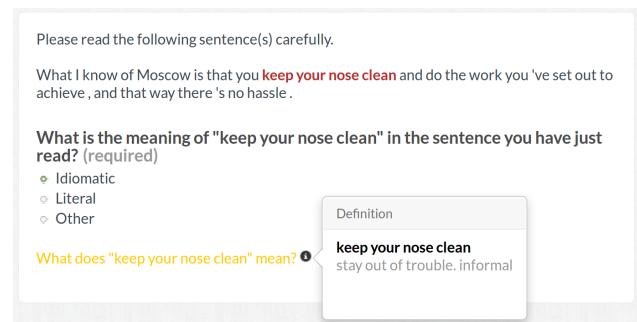 Please read the following sentence(s) carefully.
What I know of Moscow is that you keep your nose clean and do the work you 've set out to
achieve , and that way there 's no hassle .
What is the meaning of "keep your nose clean" in the sentence you have just
read? (required)
Idiomatic
Literal
Other
What does "keep your nose clean" mean?
Definition
keep your nose clean
stay out of trouble. informal